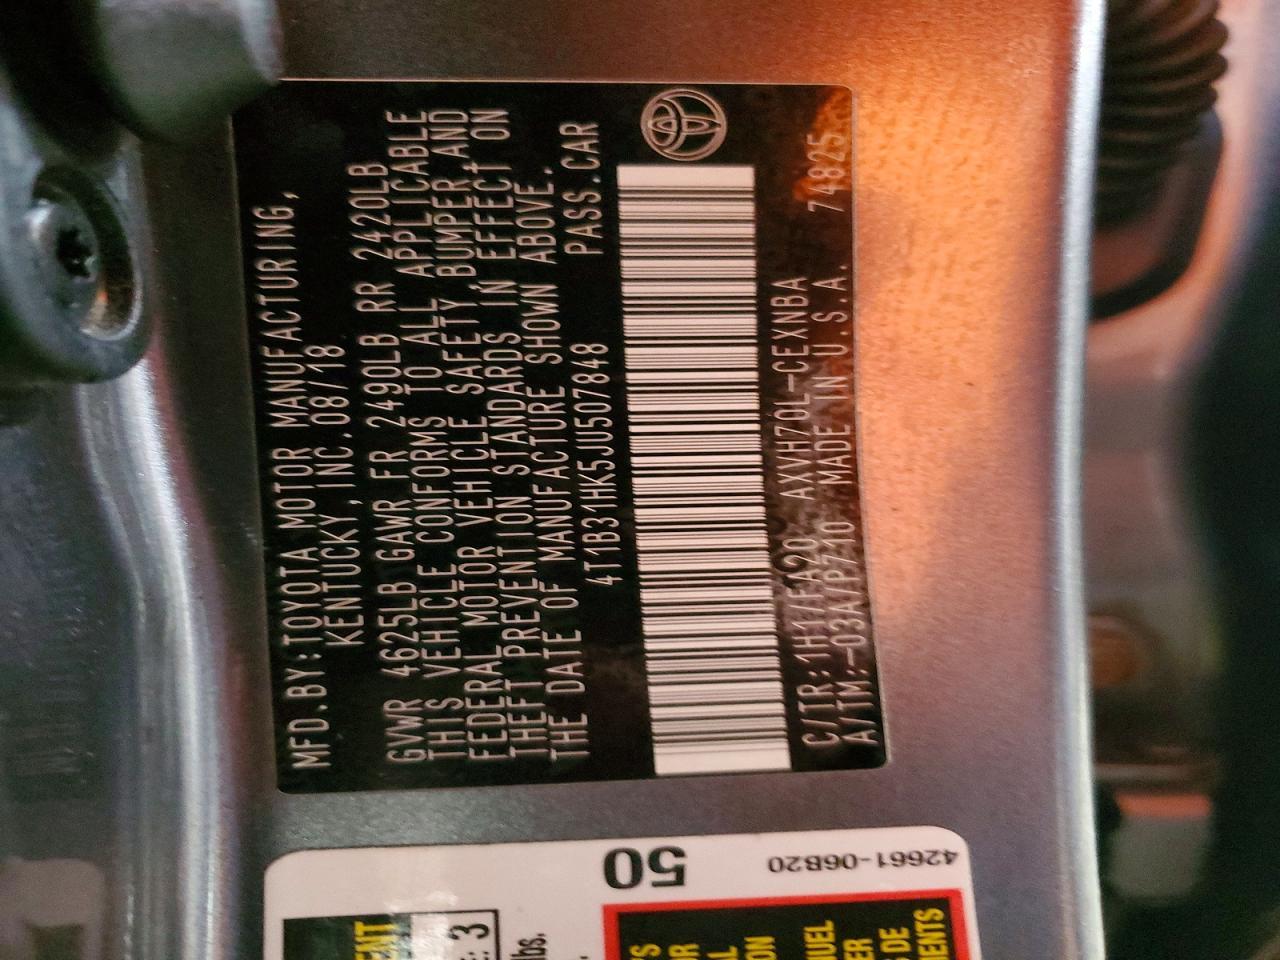 MFD.BY:TOYOTA MOTOR MANUFACTURING,
KENTUCKY, INC.08/18
GVWR 4625LB GAWR FR 2490LB RR 2420LB
THIS VEHICLE CONFORMS TO ALL APPLICABLE
FEDERAL MOTOR VEHICLE SAFETY,BUMPER,AND
THEFT PREVENTION STANDARDS IN EFFECT ON
THE DATE OF MANUFACTURE SHOWN ABOVE.
4T1B31HK5JU507848 PASS.CAR
C/TR:1H1/FA20 AXVH70L-CEXNBA
A/TM:-03A/P710 MADE IN U.S.A. 74825
50
42661-06B20
: 3
lbs.